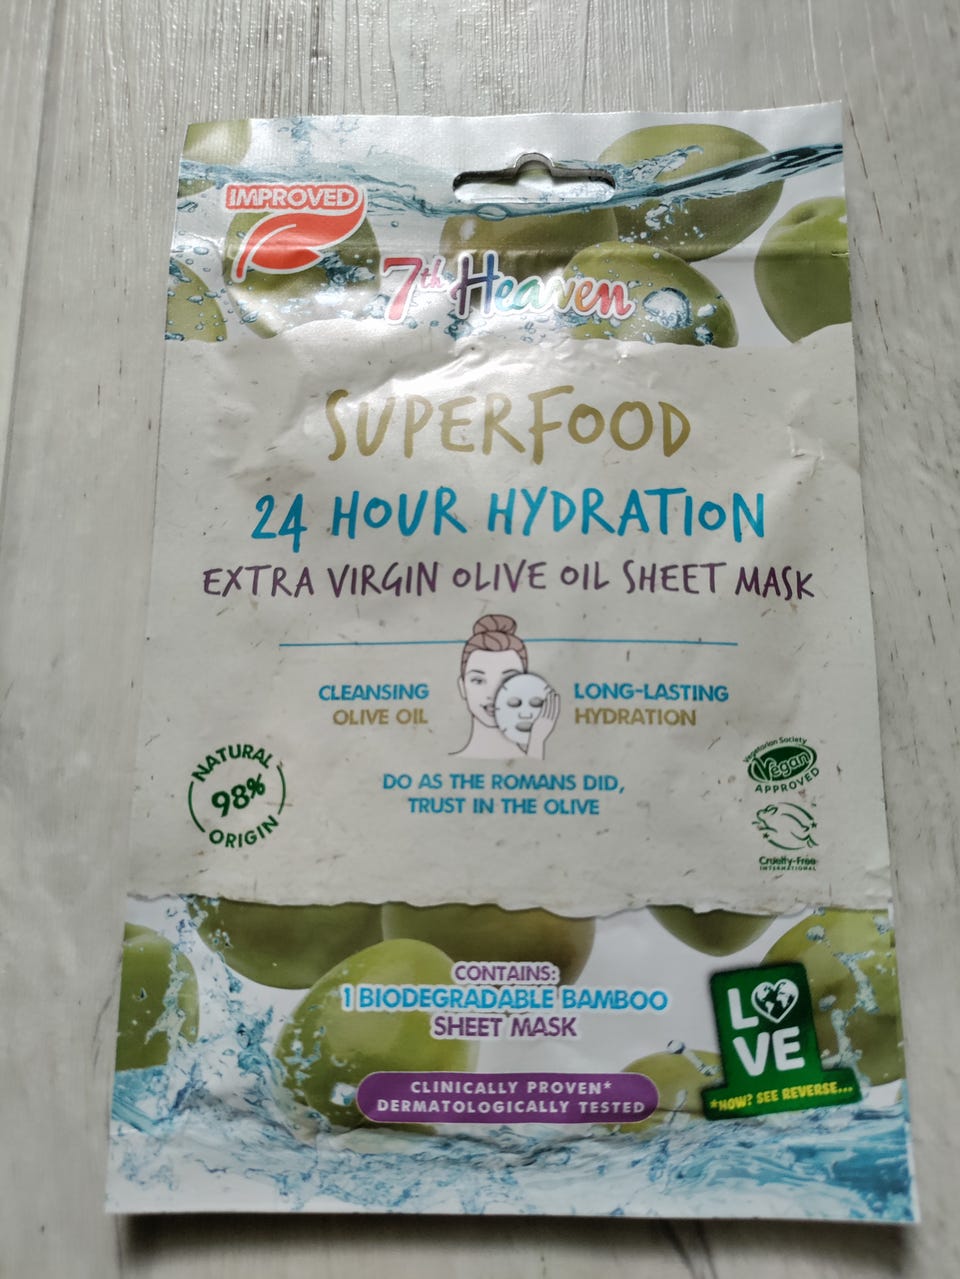 IMPROVED
7th Heaven
SUPERFOOD
24 HOUR HYDRATION
EXTRA VIRGIN OLIVE OIL SHEET MASK
CLEANSING
OLIVE OIL
LONG-LASTING
HYDRATION
DO AS THE ROMANS DID,
TRUST IN THE OLIVE
NATURAL
98%
ORIGIN
Vegetarian Society
Vegan
APPROVED
Cruelty-Free
INTERNATIONAL
CONTAINS:
1 BIODEGRADABLE BAMBOO
SHEET MASK
CLINICALLY PROVEN*
DERMATOLOGICALLY TESTED
L VE
*HOW? SEE REVERSE...